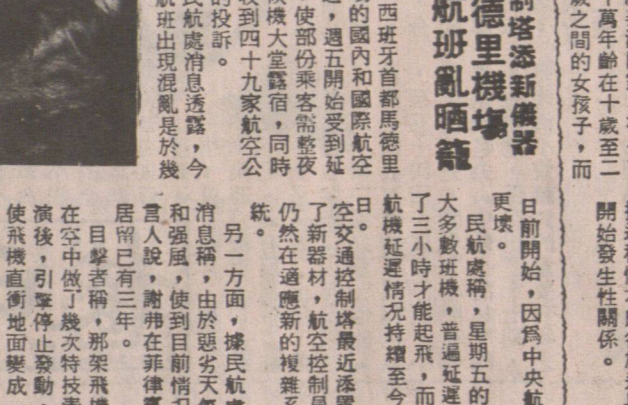 十萬年齡在十歲至二
歲之間的女孩子，而
開始發生性關係。
制塔添新儀器
德里機場
航班亂晒籠
西班牙首都馬德里
的國內和國際航空
，週五開始受到延
使部份乘客需整夜
機大堂露宿，同時
收到四十九家航空公
的投訴。
民航處消息透露，今
航班出現混亂是於幾
日前開始，因爲中央航
更壞。
民航處稱，星期五的
大多數班機，普遍延遲
了三小時才能起飛，而
航機延遲情況持續至今
日。
空交通控制塔最近添置
了新器材，航空控制員
仍然在適應新的複雜系
統。
另一方面，據民航處
消息稱，由於惡劣天氣
和强風，使到目前情況
言人說，謝弗在菲律賓
居留已有三年。
目擊者稱，那架飛機
在空中做了幾次特技表
演後，引擎停止發動，
使飛機直衝地面變成